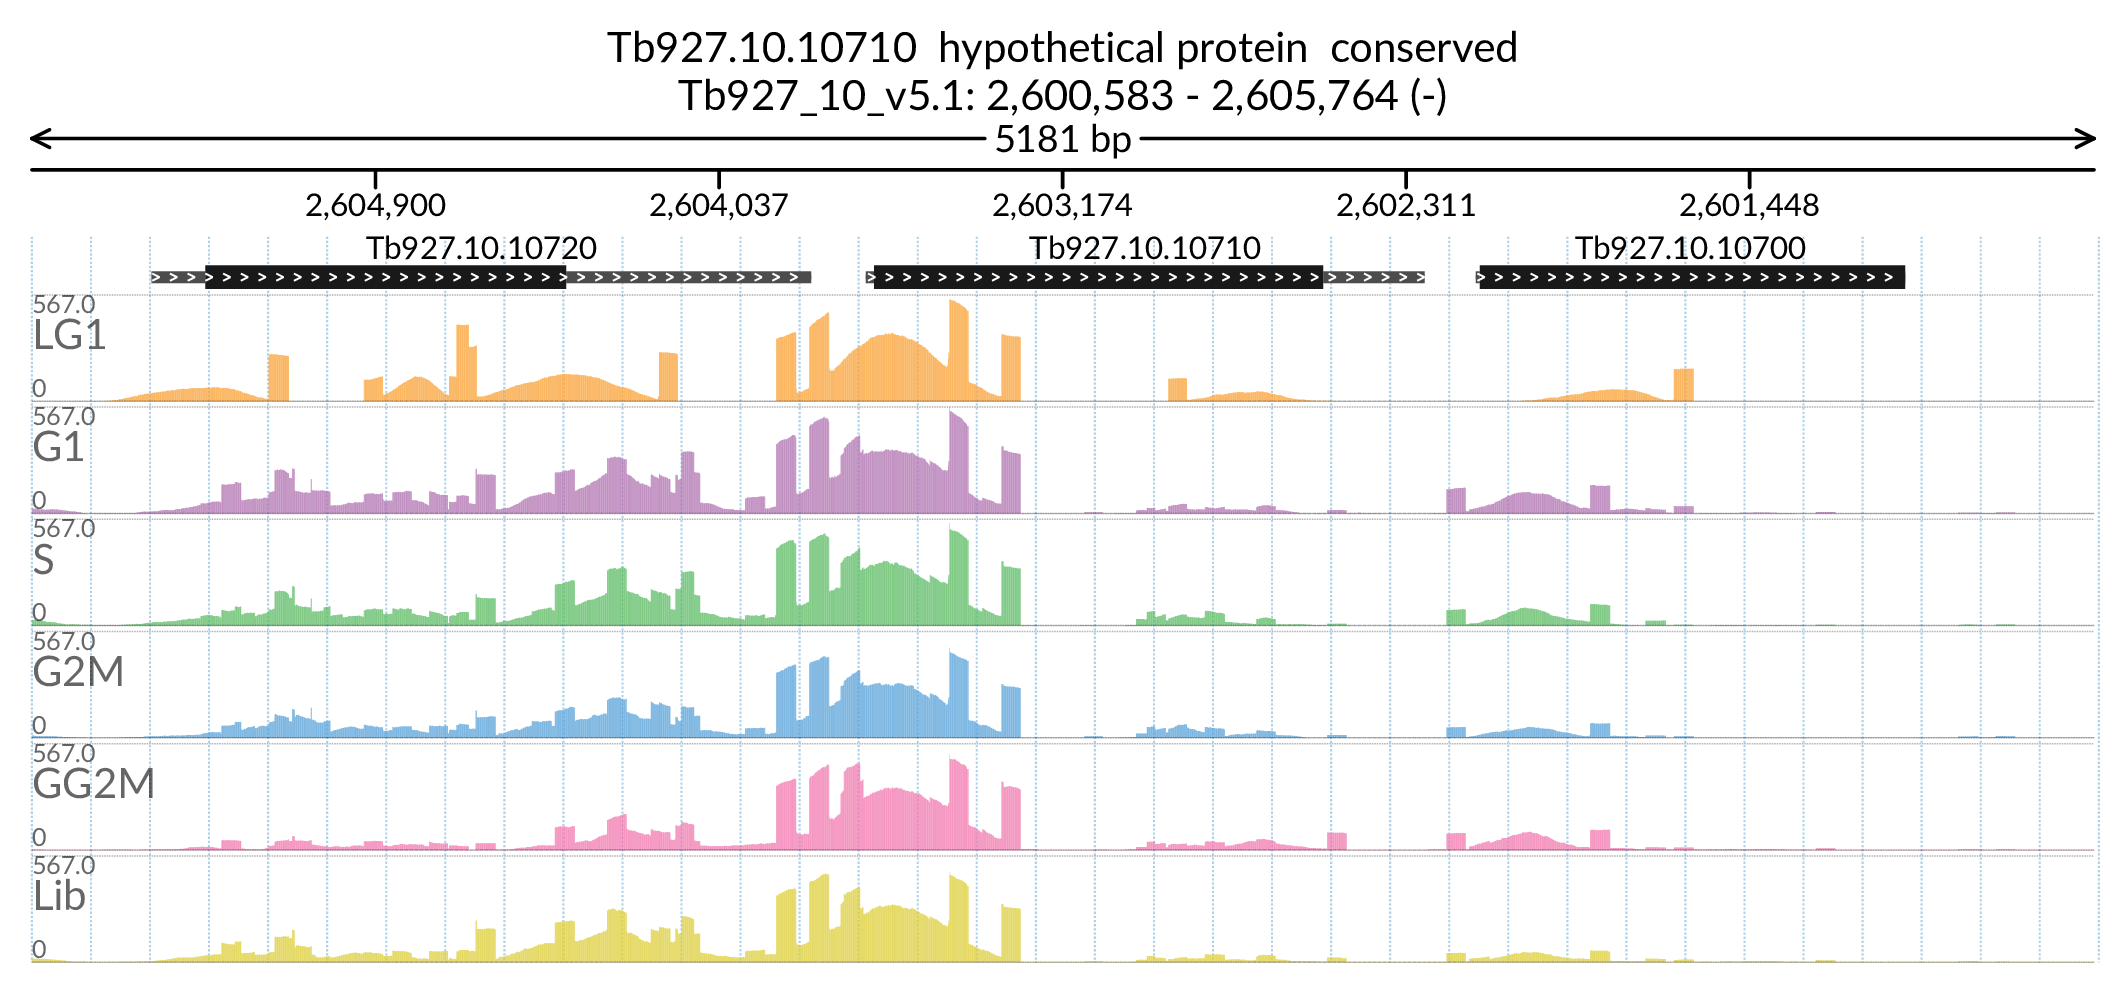 Tb927.10.10710 hypothetical protein conserved
Tb927_10_v5.1: 2,600,583 - 2,605,764 (-)
5181 bp
2,604,900 2,604,037 2,603,174 2,602,311 2,601,448
Tb927.10.10720 Tb927.10.10710 Tb927.10.10700
567.0
LG1
0
567.0
G1
0
567.0
S
0
567.0
G2M
0
567.0
GG2M
0
567.0
Lib
0